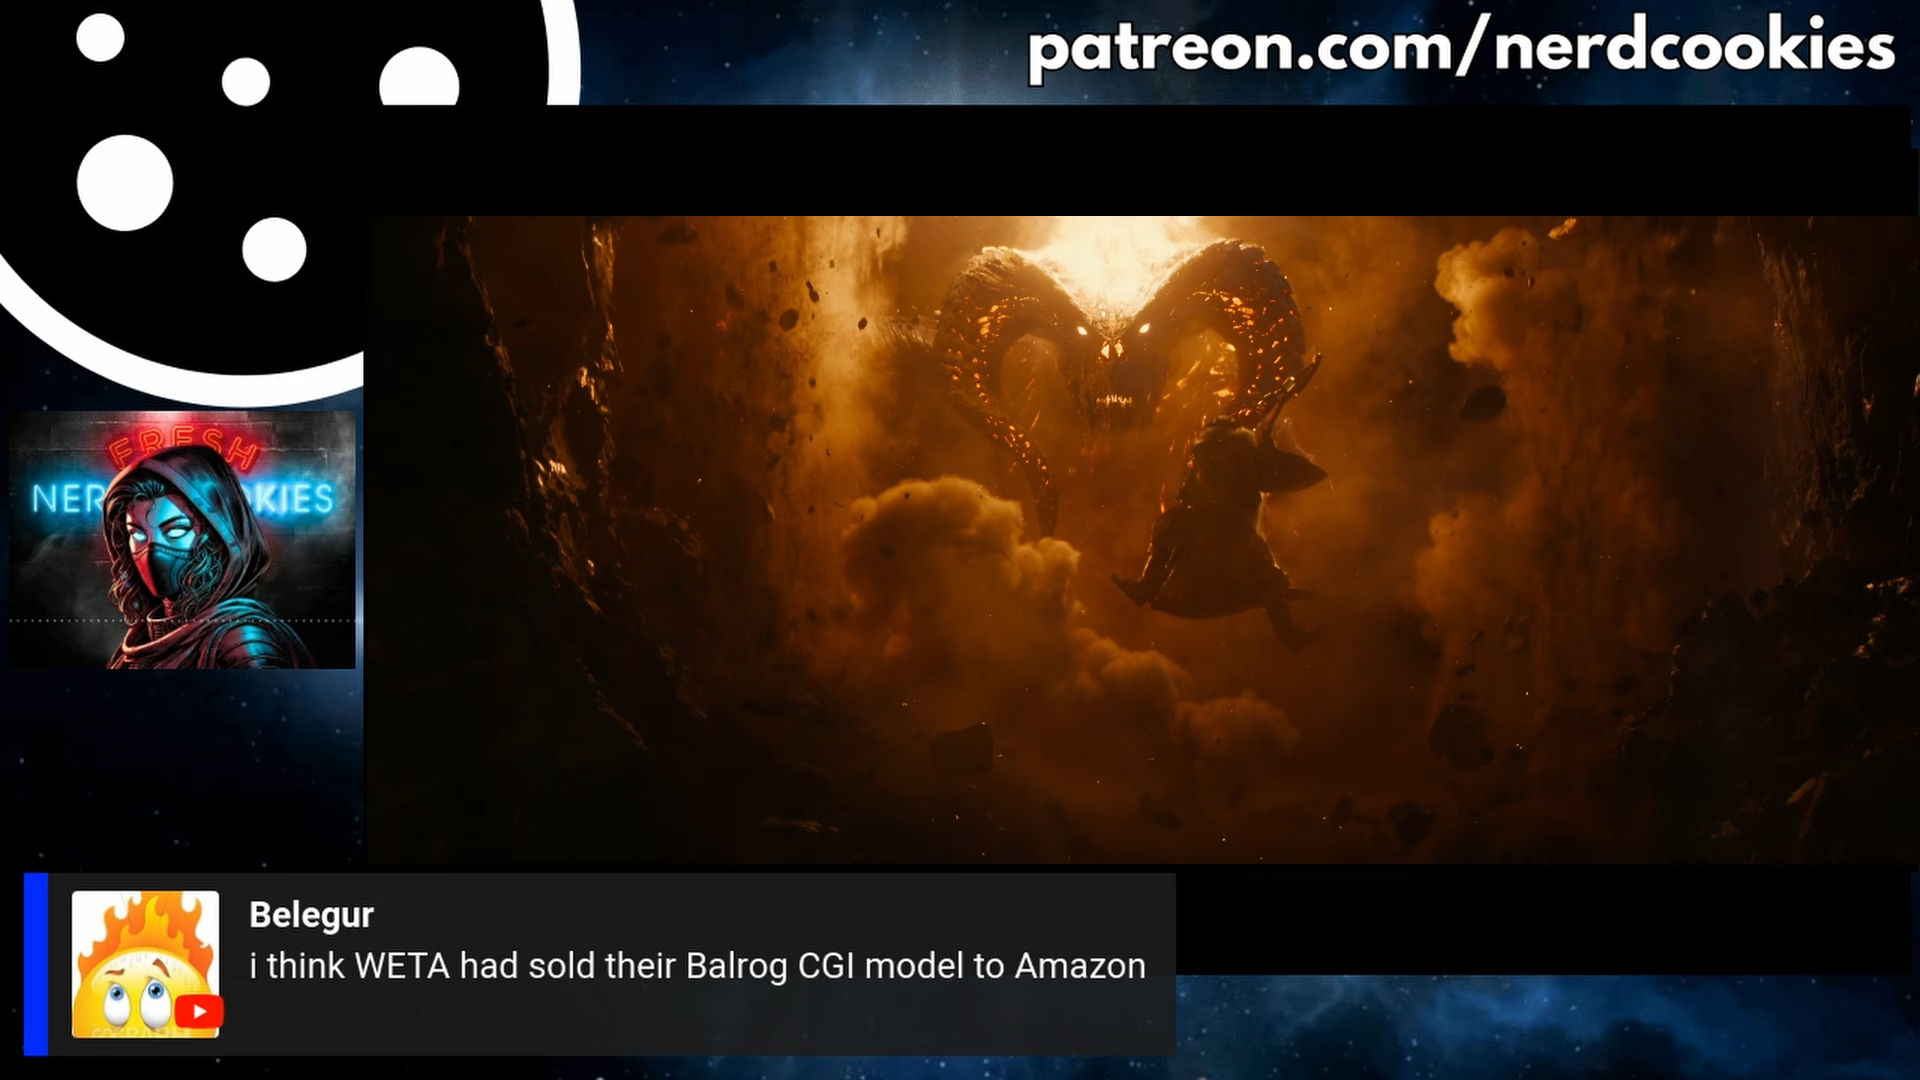 patreon.com/nerdcookies
FRESH
NER KIES
Belegur
i think WETA had sold their Balrog CGI model to Amazon